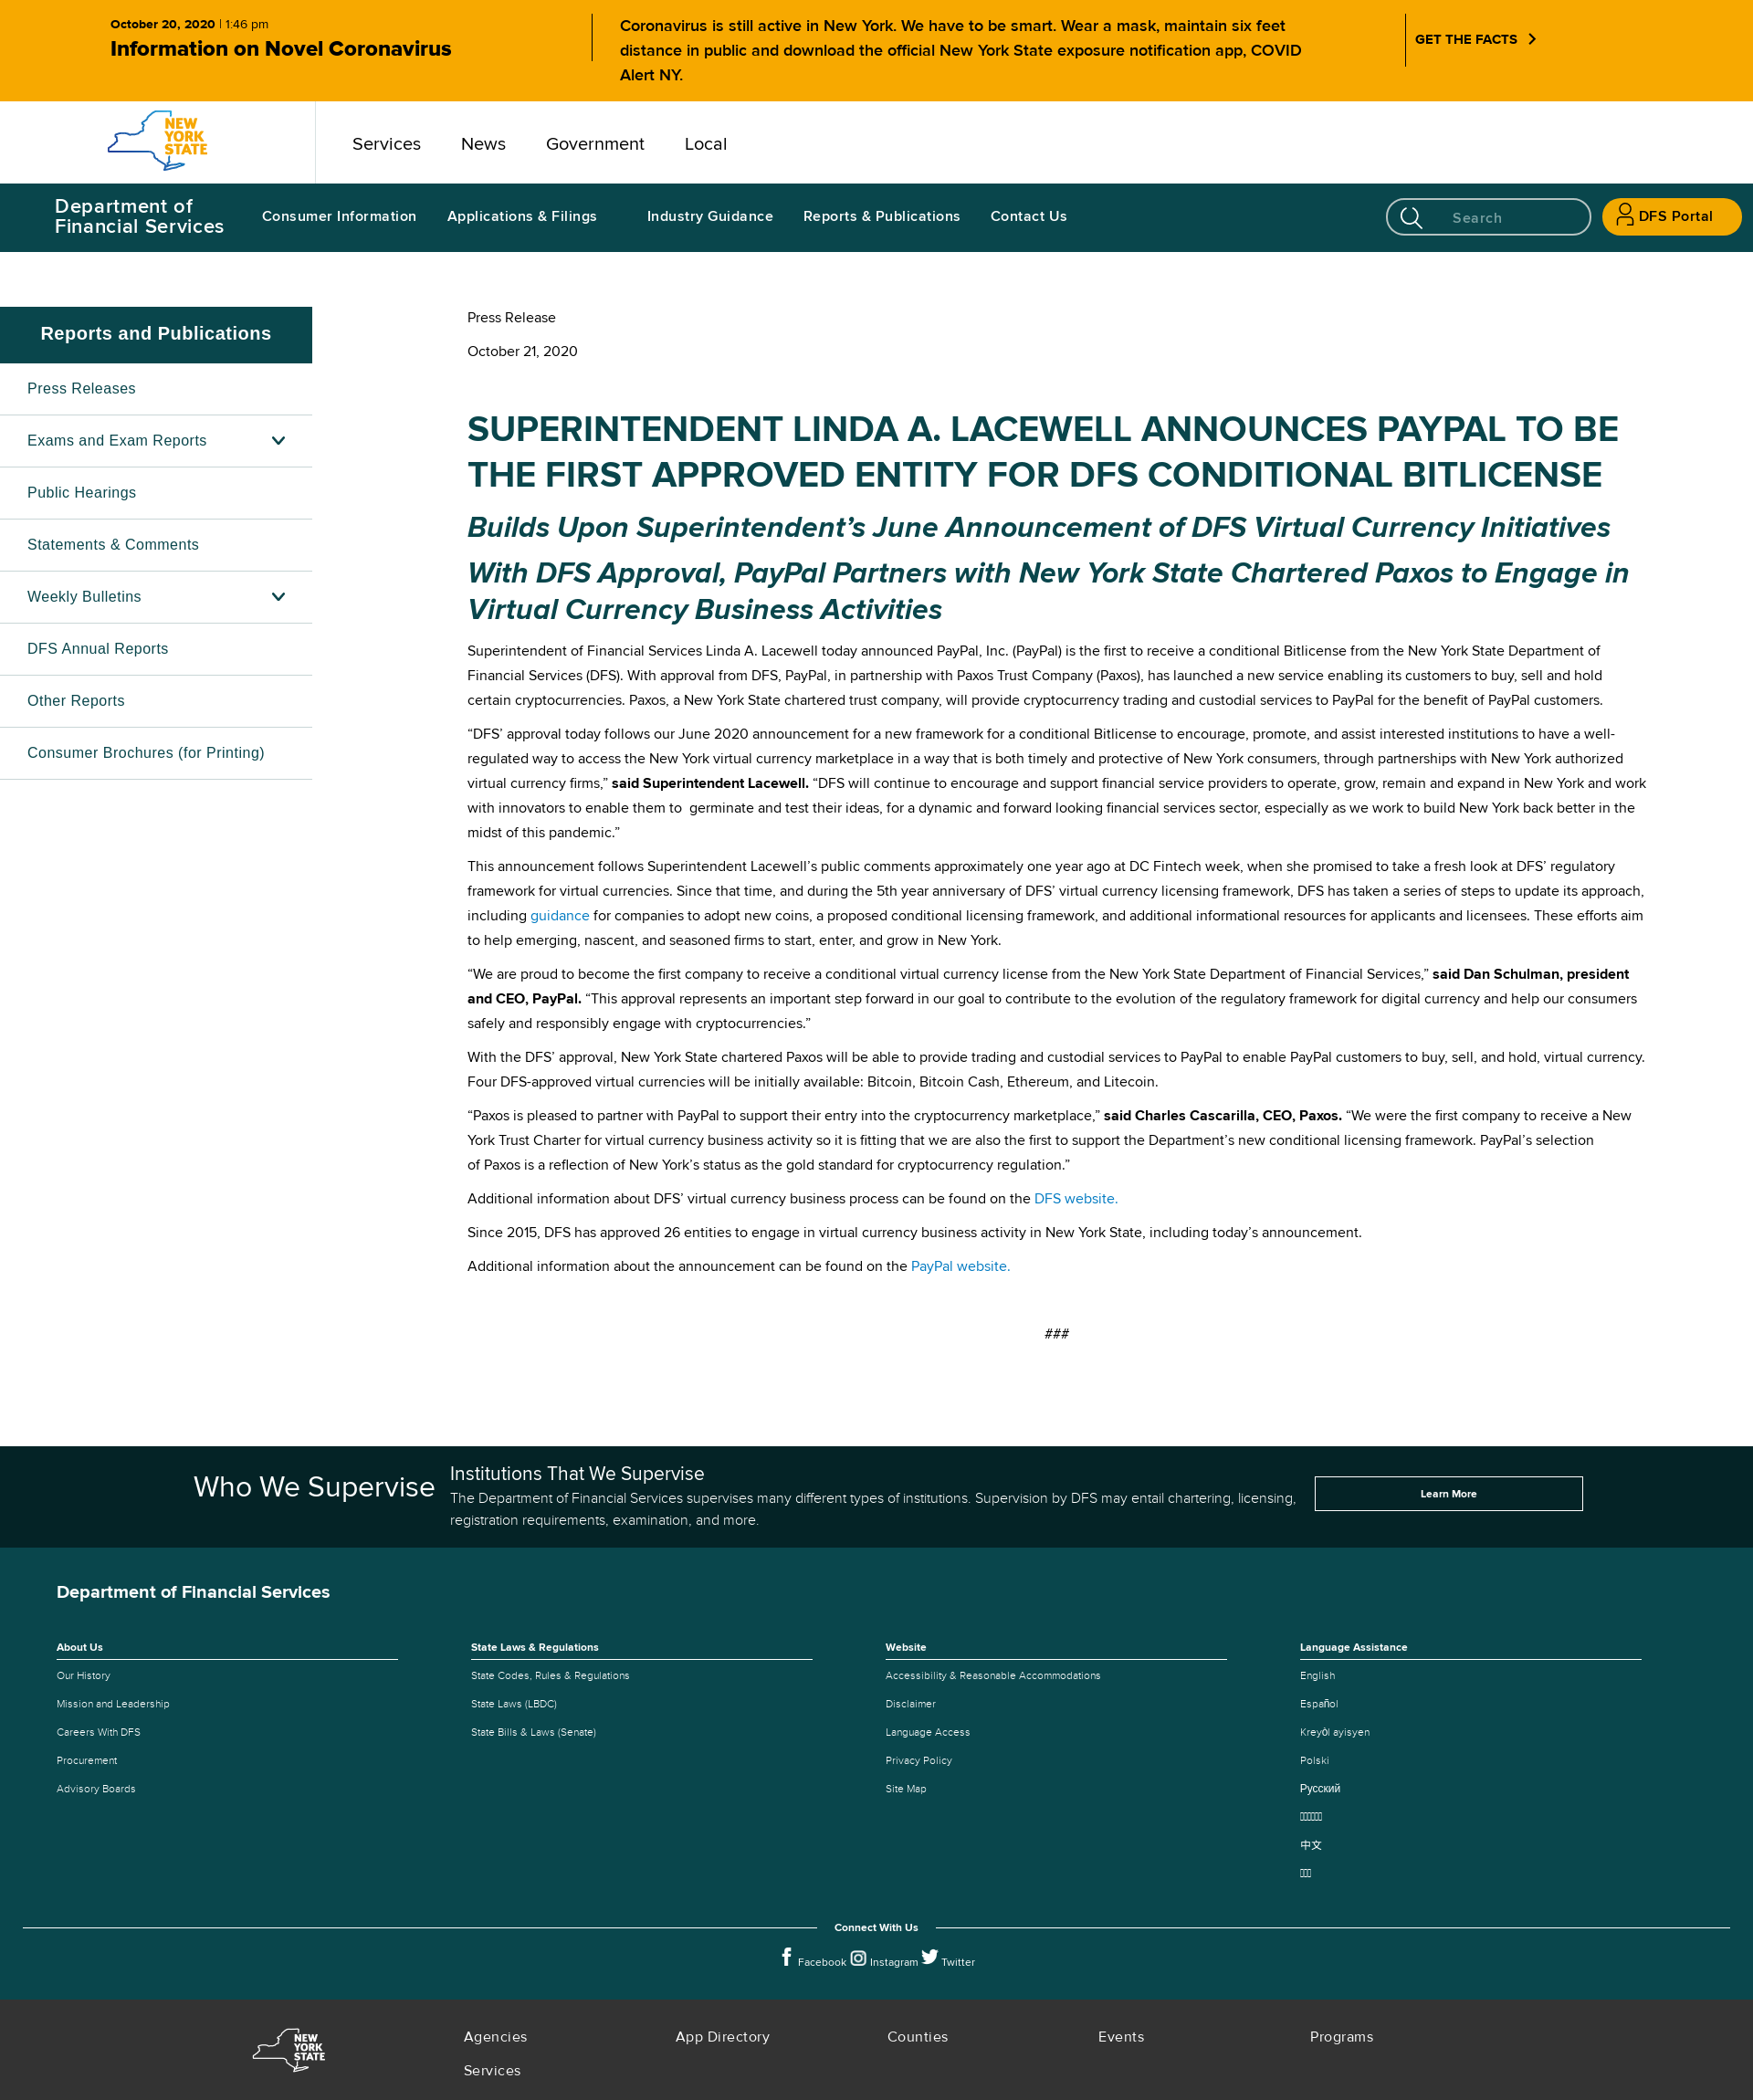 October 20, 2020 | 1:46 pm
Information on Novel Coronavirus
Coronavirus is still active in New York. We have to be smart. Wear a mask, maintain six feet
distance in public and download the official New York State exposure notification app, COVID
Alert NY.
GET THE FACTS
NEW
YORK
STATE
Services News Government Local
Department of
Financial Services
Consumer Information Applications & Filings Industry Guidance Reports & Publications Contact Us
Search
DFS Portal
Reports and Publications
Press Releases
Exams and Exam Reports
Public Hearings
Statements & Comments
Weekly Bulletins
DFS Annual Reports
Other Reports
Consumer Brochures (for Printing)
Press Release
October 21, 2020
SUPERINTENDENT LINDA A. LACEWELL ANNOUNCES PAYPAL TO BE
THE FIRST APPROVED ENTITY FOR DFS CONDITIONAL BITLICENSE
Builds Upon Superintendent’s June Announcement of DFS Virtual Currency Initiatives
With DFS Approval, PayPal Partners with New York State Chartered Paxos to Engage in
Virtual Currency Business Activities
Superintendent of Financial Services Linda A. Lacewell today announced PayPal, Inc. (PayPal) is the first to receive a conditional Bitlicense from the New York State Department of
Financial Services (DFS). With approval from DFS, PayPal, in partnership with Paxos Trust Company (Paxos), has launched a new service enabling its customers to buy, sell and hold
certain cryptocurrencies. Paxos, a New York State chartered trust company, will provide cryptocurrency trading and custodial services to PayPal for the benefit of PayPal customers.
“DFS’ approval today follows our June 2020 announcement for a new framework for a conditional Bitlicense to encourage, promote, and assist interested institutions to have a well-
regulated way to access the New York virtual currency marketplace in a way that is both timely and protective of New York consumers, through partnerships with New York authorized
virtual currency firms,” said Superintendent Lacewell. “DFS will continue to encourage and support financial service providers to operate, grow, remain and expand in New York and work
with innovators to enable them to  germinate and test their ideas, for a dynamic and forward looking financial services sector, especially as we work to build New York back better in the
midst of this pandemic.”
This announcement follows Superintendent Lacewell’s public comments approximately one year ago at DC Fintech week, when she promised to take a fresh look at DFS’ regulatory
framework for virtual currencies. Since that time, and during the 5th year anniversary of DFS’ virtual currency licensing framework, DFS has taken a series of steps to update its approach,
including guidance for companies to adopt new coins, a proposed conditional licensing framework, and additional informational resources for applicants and licensees. These efforts aim
to help emerging, nascent, and seasoned firms to start, enter, and grow in New York.
“We are proud to become the first company to receive a conditional virtual currency license from the New York State Department of Financial Services,” said Dan Schulman, president
and CEO, PayPal. “This approval represents an important step forward in our goal to contribute to the evolution of the regulatory framework for digital currency and help our consumers
safely and responsibly engage with cryptocurrencies.”
With the DFS’ approval, New York State chartered Paxos will be able to provide trading and custodial services to PayPal to enable PayPal customers to buy, sell, and hold, virtual currency.
Four DFS-approved virtual currencies will be initially available: Bitcoin, Bitcoin Cash, Ethereum, and Litecoin.
“Paxos is pleased to partner with PayPal to support their entry into the cryptocurrency marketplace,” said Charles Cascarilla, CEO, Paxos. “We were the first company to receive a New
York Trust Charter for virtual currency business activity so it is fitting that we are also the first to support the Department’s new conditional licensing framework. PayPal’s selection
of Paxos is a reflection of New York’s status as the gold standard for cryptocurrency regulation.”
Additional information about DFS’ virtual currency business process can be found on the DFS website.
Since 2015, DFS has approved 26 entities to engage in virtual currency business activity in New York State, including today’s announcement.
Additional information about the announcement can be found on the PayPal website.
###
Who We Supervise
Institutions That We Supervise
The Department of Financial Services supervises many different types of institutions. Supervision by DFS may entail chartering, licensing,
registration requirements, examination, and more.
Learn More
Department of Financial Services
About Us
Our History
Mission and Leadership
Careers With DFS
Procurement
Advisory Boards
State Laws & Regulations
State Codes, Rules & Regulations
State Laws (LBDC)
State Bills & Laws (Senate)
Website
Accessibility & Reasonable Accommodations
Disclaimer
Language Access
Privacy Policy
Site Map
Language Assistance
English
Español
Kreyòl ayisyen
Polski
Русский
中文
Connect With Us
Facebook Instagram Twitter
NEW
YORK
STATE
Agencies App Directory Counties Events Programs
Services